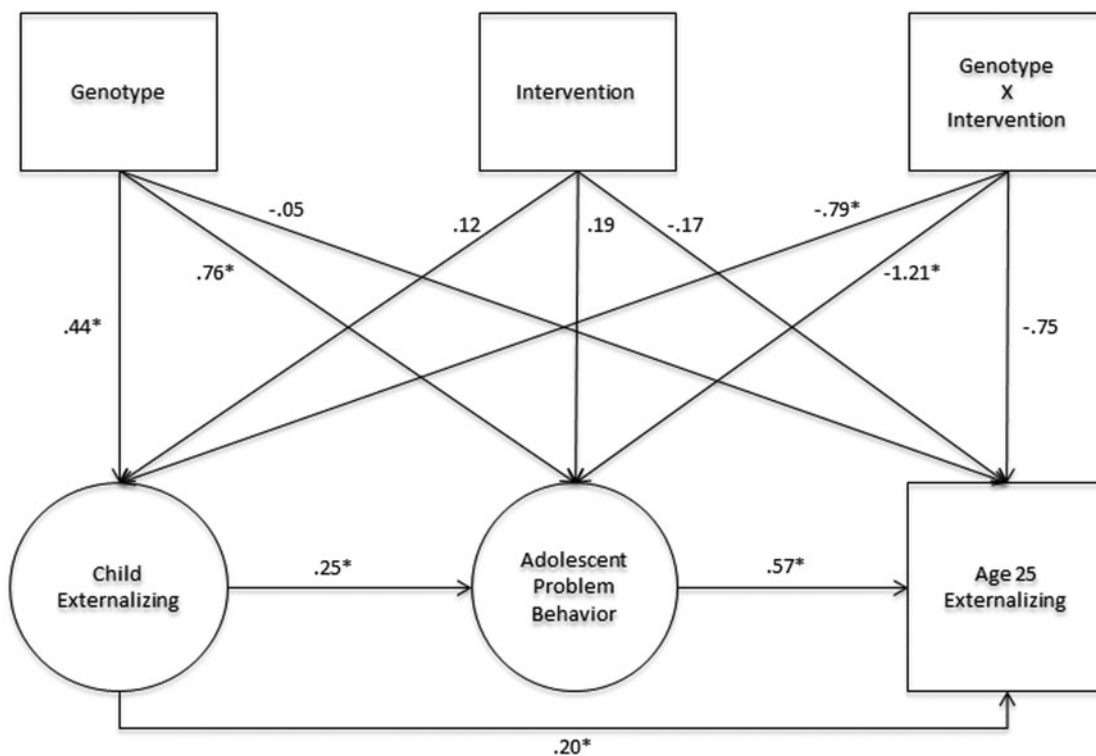 Genotype
Intervention
Genotype
X
Intervention
-.05
.12
.19
-.79*
-.17
.76*
-1.21*
.44*
-.75
Child
Externalizing
.25*
Adolescent
Problem
Behavior
.57*
Age 25
Externalizing
.20*